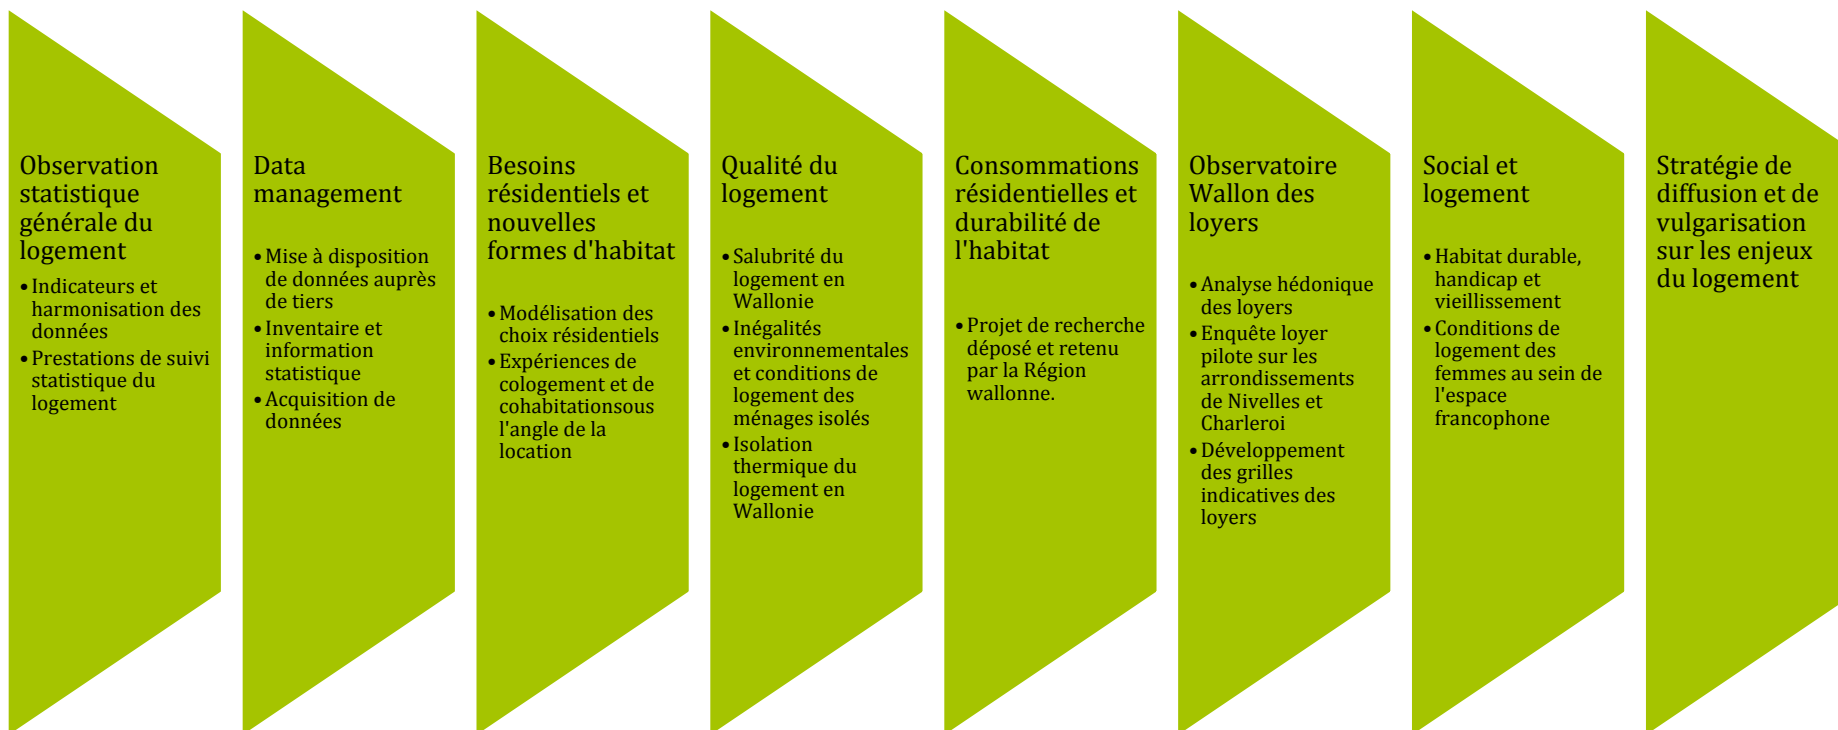 Observation
statistique
générale du
logement
• Indicateurs et
harmonisation des
données
• Prestations de suivi
statistique du
logement
Data
management
• Mise à disposition
de données auprès
de tiers
• Inventaire et
information
statistique
• Acquisition de
données
Besoins
résidentiels et
nouvelles
formes d'habitat
• Modélisation des
choix résidentiels
• Expériences de
cologement et de
cohabitationsous
l'angle de la
location
Qualité du
logement
• Salubrité du
logement en
Wallonie
• Inégalités
environnementales
et conditions de
logement des
ménages isolés
• Isolation
thermique du
logement en
Wallonie
Consommations
résidentielles et
durabilité de
l'habitat
• Projet de recherche
déposé et retenu
par la Région
wallonne.
Observatoire
Wallon des
loyers
• Analyse hédonique
des loyers
• Enquête loyer
pilote sur les
arrondissements
de Nivelles et
Charleroi
• Développement
des grilles
indicatives des
loyers
Social et
logement
• Habitat durable,
handicap et
vieillissement
• Conditions de
logement des
femmes au sein de
l'espace
francophone
Stratégie de
diffusion et de
vulgarisation
sur les enjeux
du logement